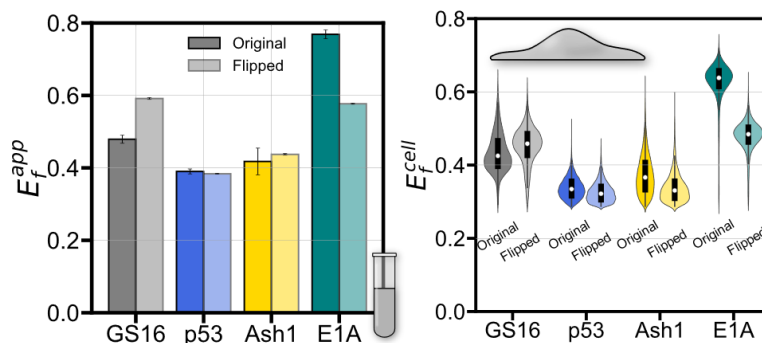 0.8
0.6
0.4
0.2
0.0
E_f^app
Original
Flipped
GS16 p53 Ash1 E1A
0.8
0.6
0.4
0.2
0.0
E_f^cell
Original Flipped Original Flipped Original Flipped Original Flipped
GS16 p53 Ash1 E1A